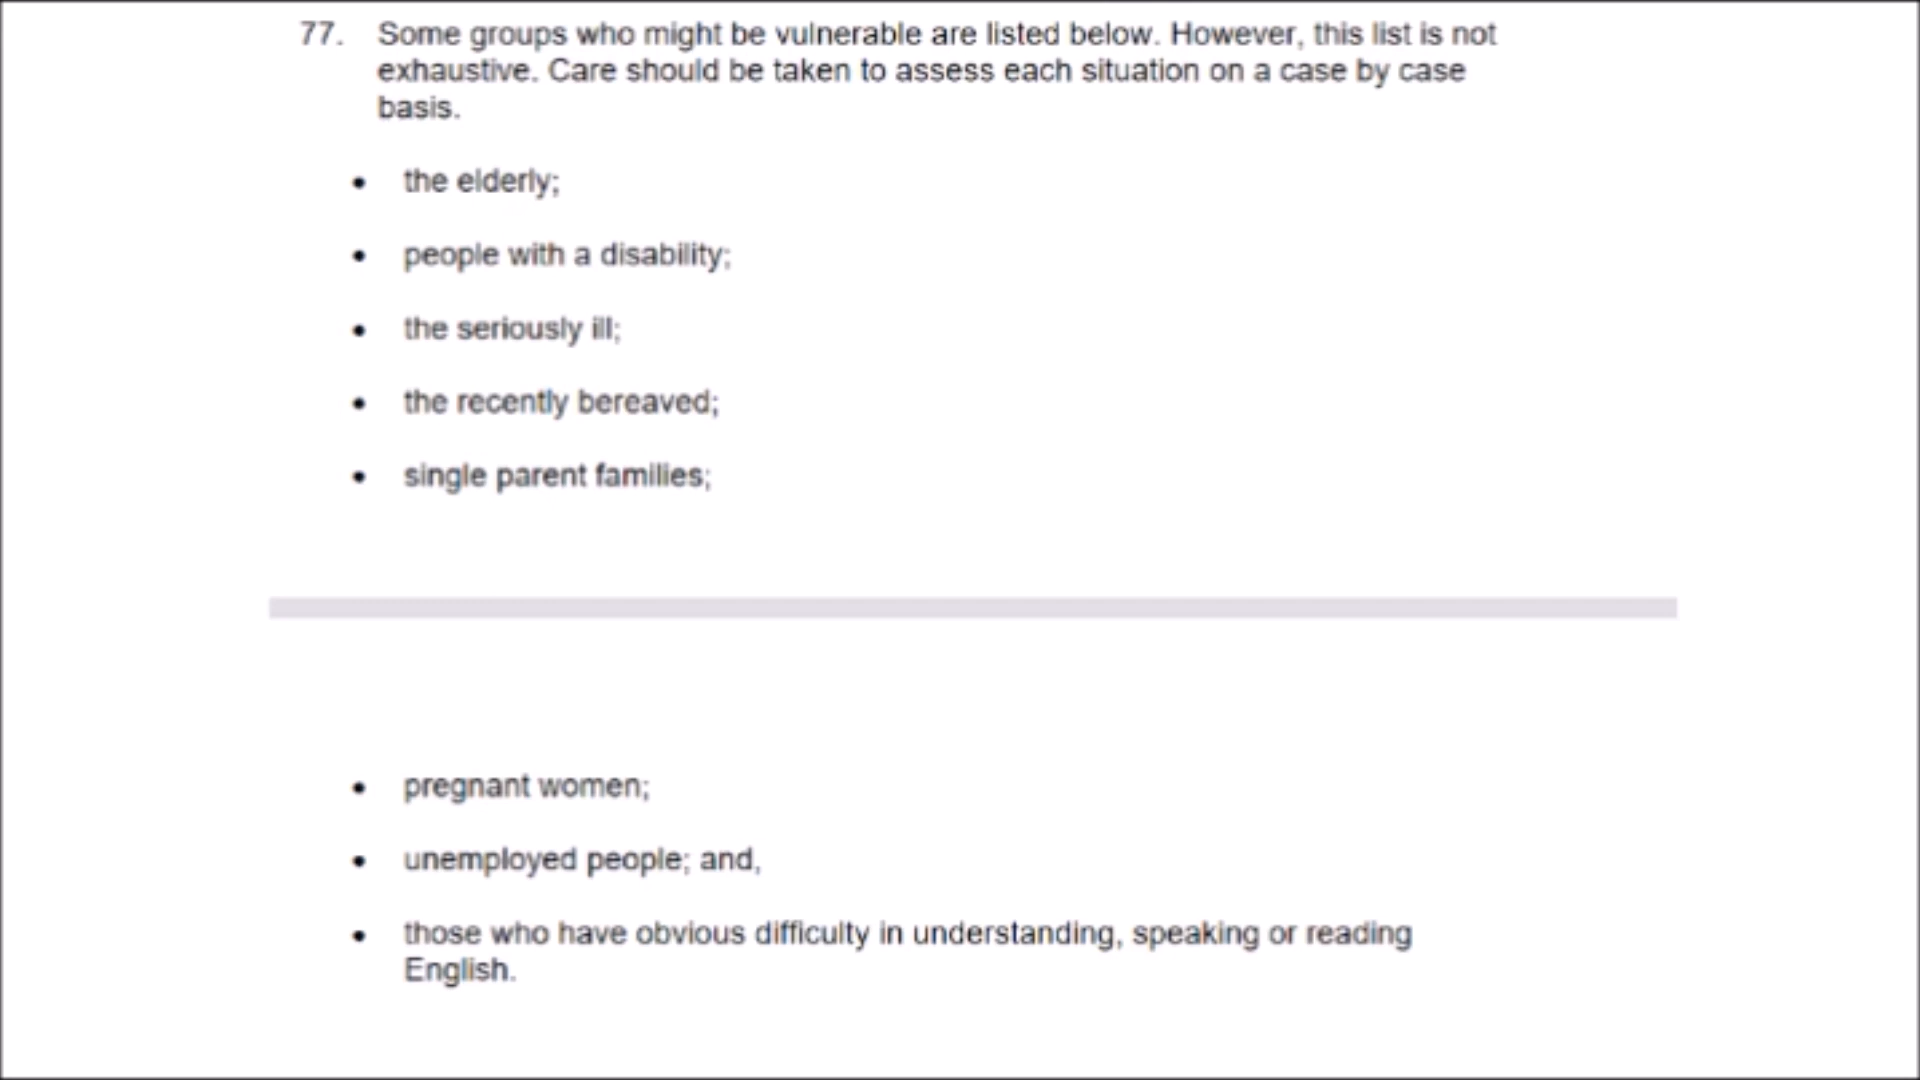 77. Some groups who might be vulnerable are listed below. However, this list is not
exhaustive. Care should be taken to assess each situation on a case by case
basis.
• the elderly;
• people with a disability;
• the seriously ill;
• the recently bereaved;
• single parent families;
• pregnant women;
• unemployed people; and,
• those who have obvious difficulty in understanding, speaking or reading
English.